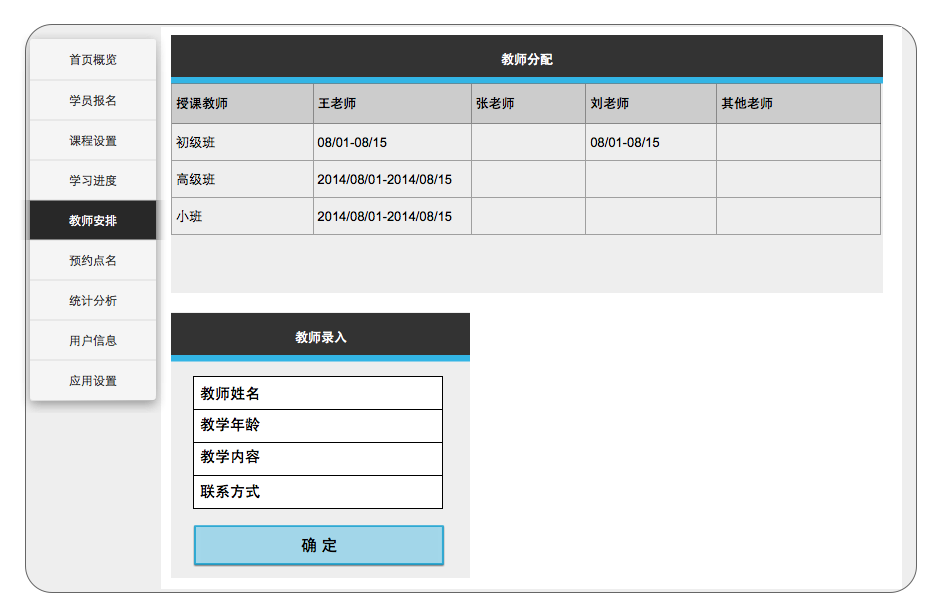 首页概览
学员报名
课程设置
学习进度
教师安排
预约点名
统计分析
用户信息
应用设置
教师分配
授课教师 王老师 张老师 刘老师 其他老师
初级班 08/01-08/15 08/01-08/15
高级班 2014/08/01-2014/08/15
小班 2014/08/01-2014/08/15
教师录入
教师姓名
教学年龄
教学内容
联系方式
确 定